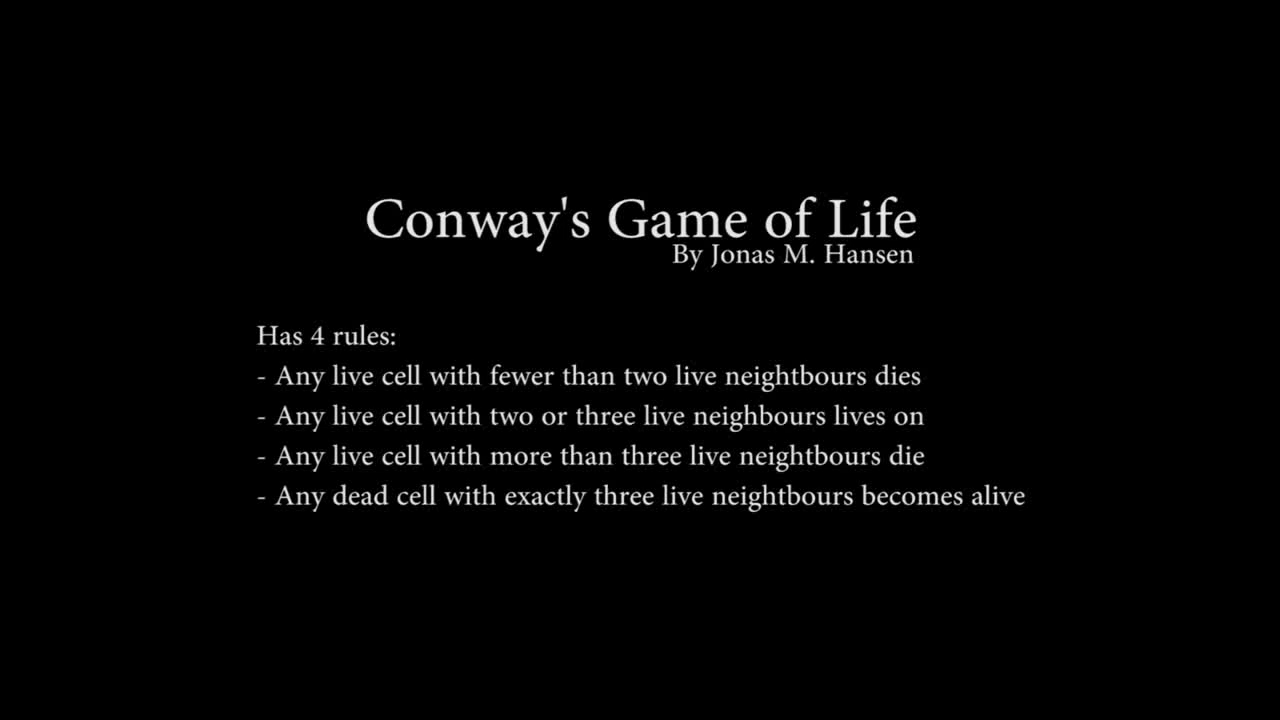 Conway's Game of Life
By Jonas M. Hansen
Has 4 rules:
- Any live cell with fewer than two live neightbours dies
- Any live cell with two or three live neighbours lives on
- Any live cell with more than three live neightbours die
- Any dead cell with exactly three live neightbours becomes alive